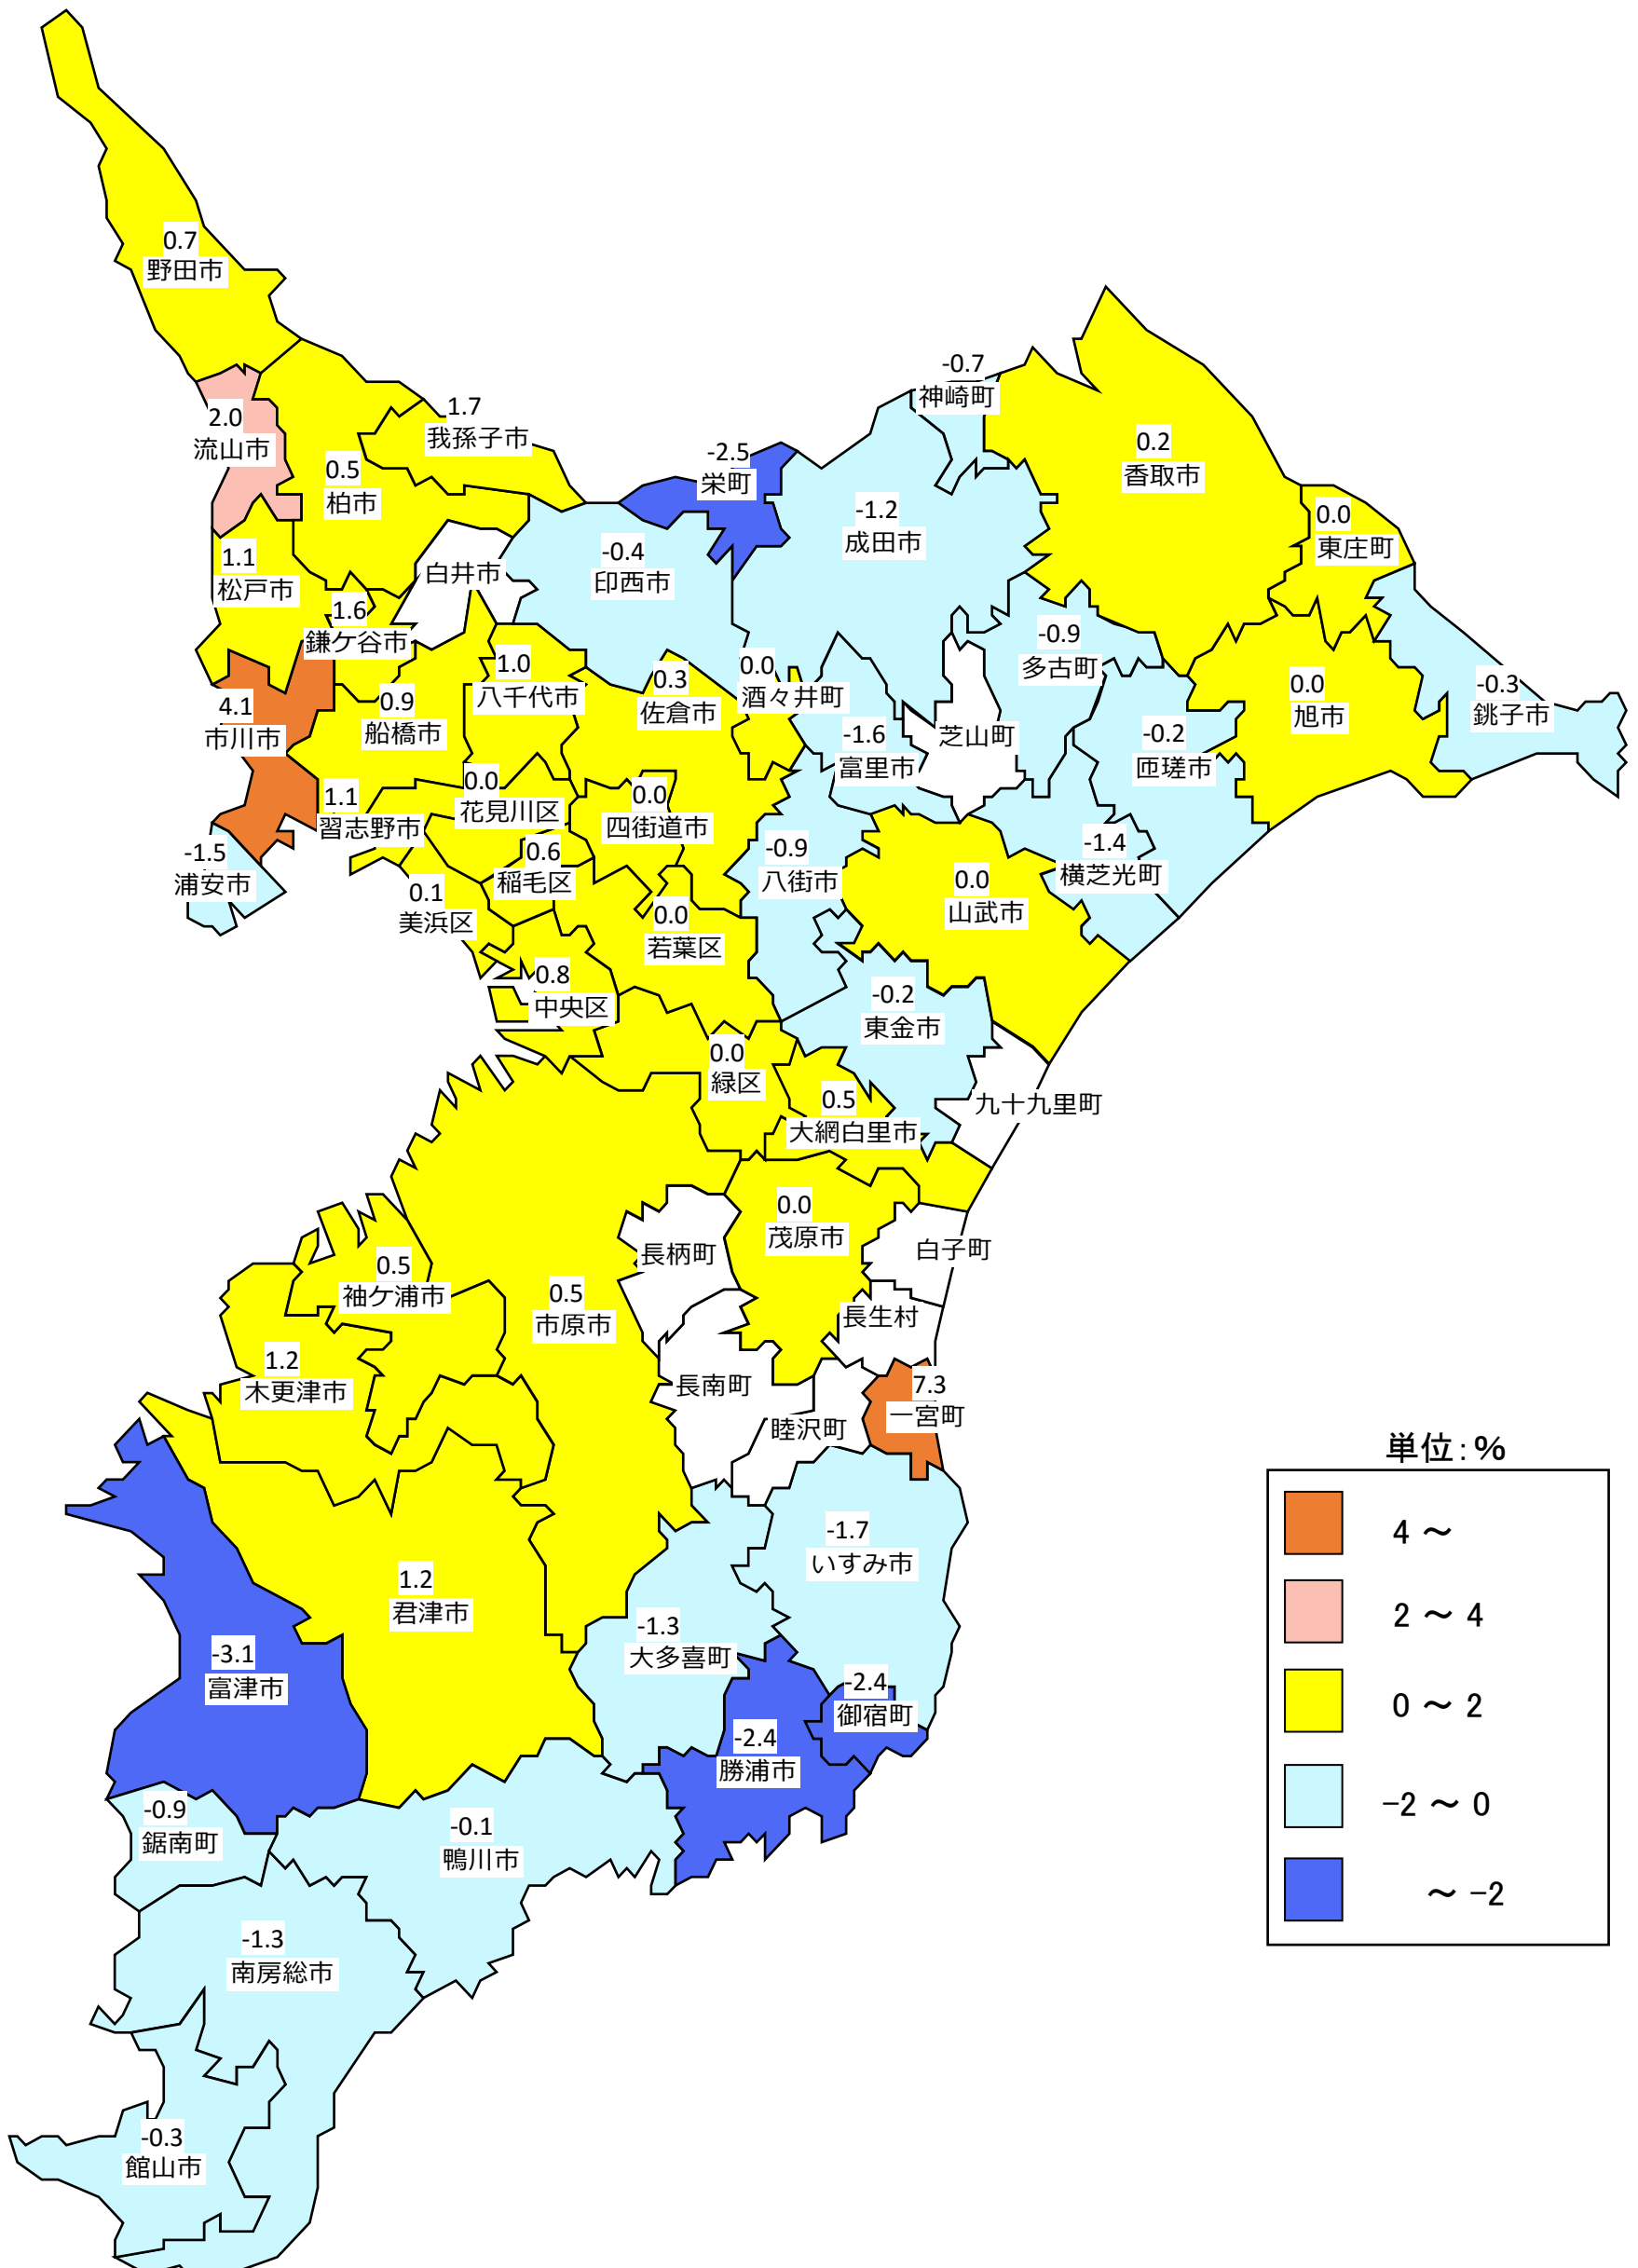 0.7
野田市
-0.7
神崎町
1.7
我孫子市
2.0
流山市
0.2
香取市
-2.5
栄町
0.5
柏市
-1.2
成田市
0.0
東庄町
-0.4
印西市
1.1
松戸市
白井市
1.6
鎌ケ谷市
-0.9
多古町
1.0
八千代市
0.3
佐倉市
0.0
酒々井町
0.0
旭市
-0.3
銚子市
4.1
市川市
0.9
船橋市
-1.6
富里市
芝山町
-0.2
匝瑳市
1.1
習志野市
0.0
花見川区
0.0
四街道市
-1.5
浦安市
0.6
稲毛区
-0.9
八街市
-1.4
横芝光町
0.1
美浜区
0.0
若葉区
0.0
山武市
0.8
中央区
-0.2
東金市
0.0
緑区
0.5
大網白里市
九十九里町
0.0
茂原市
長柄町
白子町
0.5
袖ケ浦市
0.5
市原市
長生村
1.2
木更津市
長南町
7.3
一宮町
睦沢町
単位：%
4 ～
2 ～ 4
0 ～ 2
−2 ～ 0
～ −2
-1.7
いすみ市
1.2
君津市
-1.3
大多喜町
-3.1
富津市
-2.4
御宿町
-2.4
勝浦市
-0.9
鋸南町
-0.1
鴨川市
-1.3
南房総市
-0.3
館山市